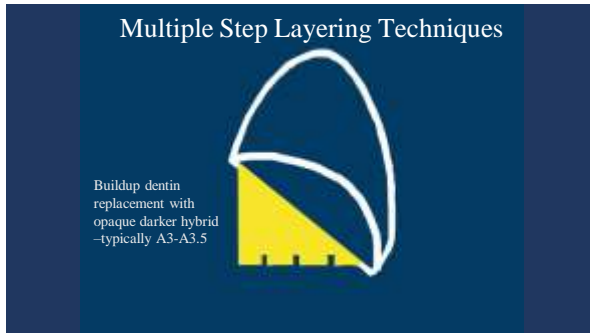 Multiple Step Layering Techniques
Buildup dentin
replacement with
opaque darker hybrid
–typically A3-A3.5